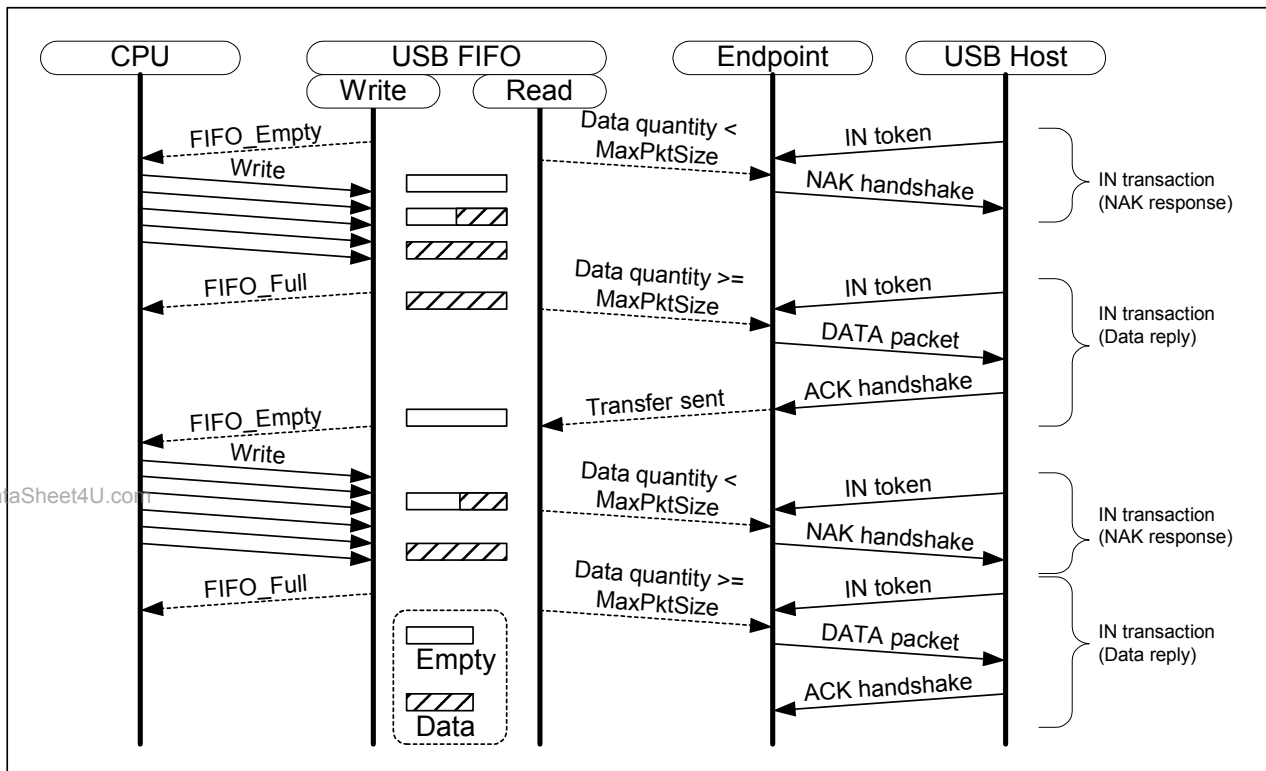 CPU
USB FIFO
Endpoint
USB Host
Write
Read
FIFO_Empty
Data quantity <
MaxPktSize
IN token
Write
NAK handshake
IN transaction
(NAK response)
FIFO_Full
Data quantity >=
MaxPktSize
IN token
DATA packet
IN transaction
(Data reply)
ACK handshake
Transfer sent
FIFO_Empty
Write
Data quantity <
MaxPktSize
IN token
NAK handshake
IN transaction
(NAK response)
taSheet4U.com
FIFO_Full
Data quantity >=
MaxPktSize
IN token
DATA packet
IN transaction
(Data reply)
ACK handshake
Empty
Data